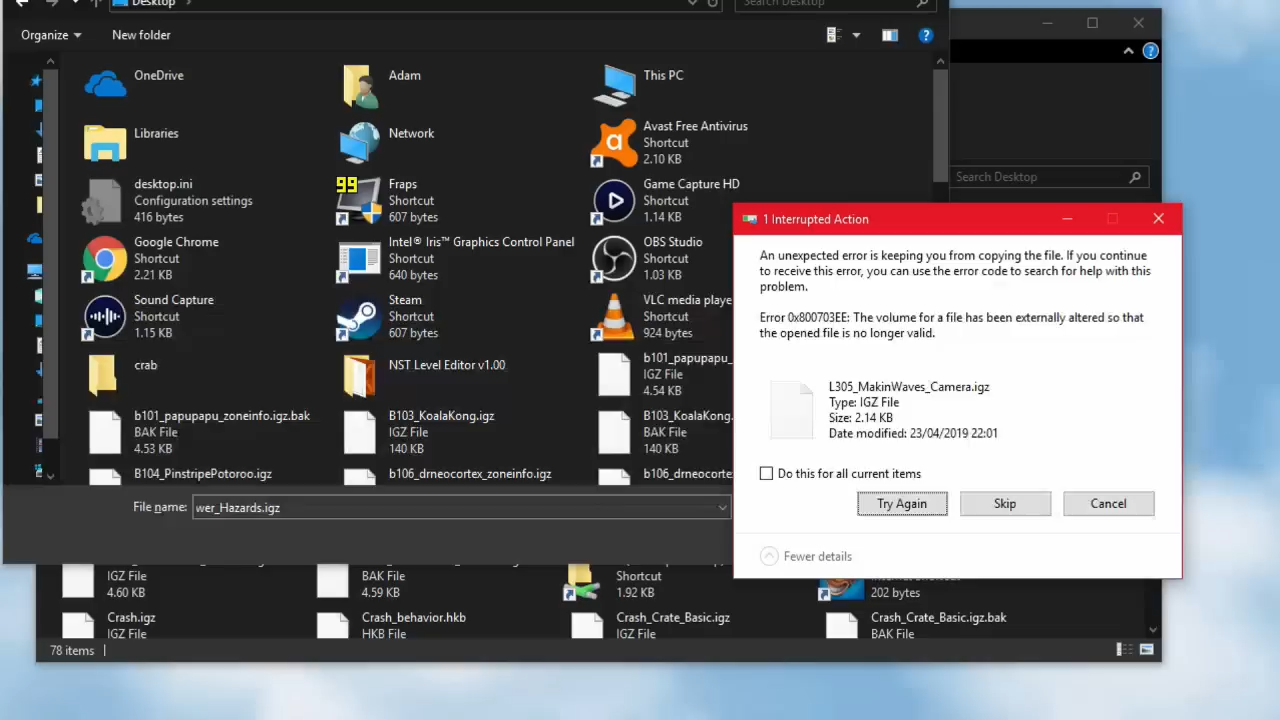 Desktop
Search Desktop
Organize
New folder
OneDrive
Adam
This PC
Libraries
Network
Avast Free Antivirus
Shortcut
2.10 KB
desktop.ini
Configuration settings
416 bytes
99
Fraps
Shortcut
607 bytes
Game Capture HD
Shortcut
1.14 KB
Search Desktop
Google Chrome
Shortcut
2.21 KB
Intel® Iris™ Graphics Control Panel
Shortcut
640 bytes
OBS Studio
Shortcut
1.03 KB
Sound Capture
Shortcut
1.15 KB
Steam
Shortcut
607 bytes
VLC media playe
Shortcut
924 bytes
crab
NST Level Editor v1.00
b101_papupapu_
IGZ File
4.54 KB
b101_papupapu_zoneinfo.igz.bak
BAK File
4.53 KB
B103_KoalaKong.igz
IGZ File
140 KB
B103_KoalaKong.
BAK File
140 KB
B104_PinstripePotoroo.igz
b106_drneocortex_zoneinfo.igz
b106_drneocorte
File name:
wer_Hazards.igz
1 Interrupted Action
An unexpected error is keeping you from copying the file. If you continue
to receive this error, you can use the error code to search for help with this
problem.
Error 0x800703EE: The volume for a file has been externally altered so that
the opened file is no longer valid.
L305_MakinWaves_Camera.igz
Type: IGZ File
Size: 2.14 KB
Date modified: 23/04/2019 22:01
Do this for all current items
Try Again
Skip
Cancel
Fewer details
IGZ File
4.60 KB
BAK File
4.59 KB
Shortcut
1.92 KB
202 bytes
Crash.igz
IGZ File
Crash_behavior.hkb
HKB File
Crash_Crate_Basic.igz
IGZ File
Crash_Crate_Basic.igz.bak
BAK File
78 items